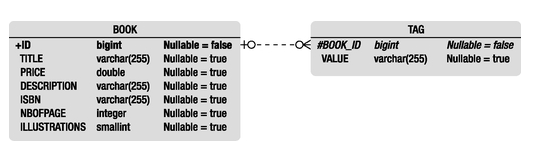 BOOK
+ID bigint Nullable = false
TITLE varchar(255) Nullable = true
PRICE double Nullable = true
DESCRIPTION varchar(255) Nullable = true
ISBN varchar(255) Nullable = true
NBOFPAGE integer Nullable = true
ILLUSTRATIONS smallint Nullable = true
TAG
#BOOK_ID bigint Nullable = false
VALUE varchar(255) Nullable = true